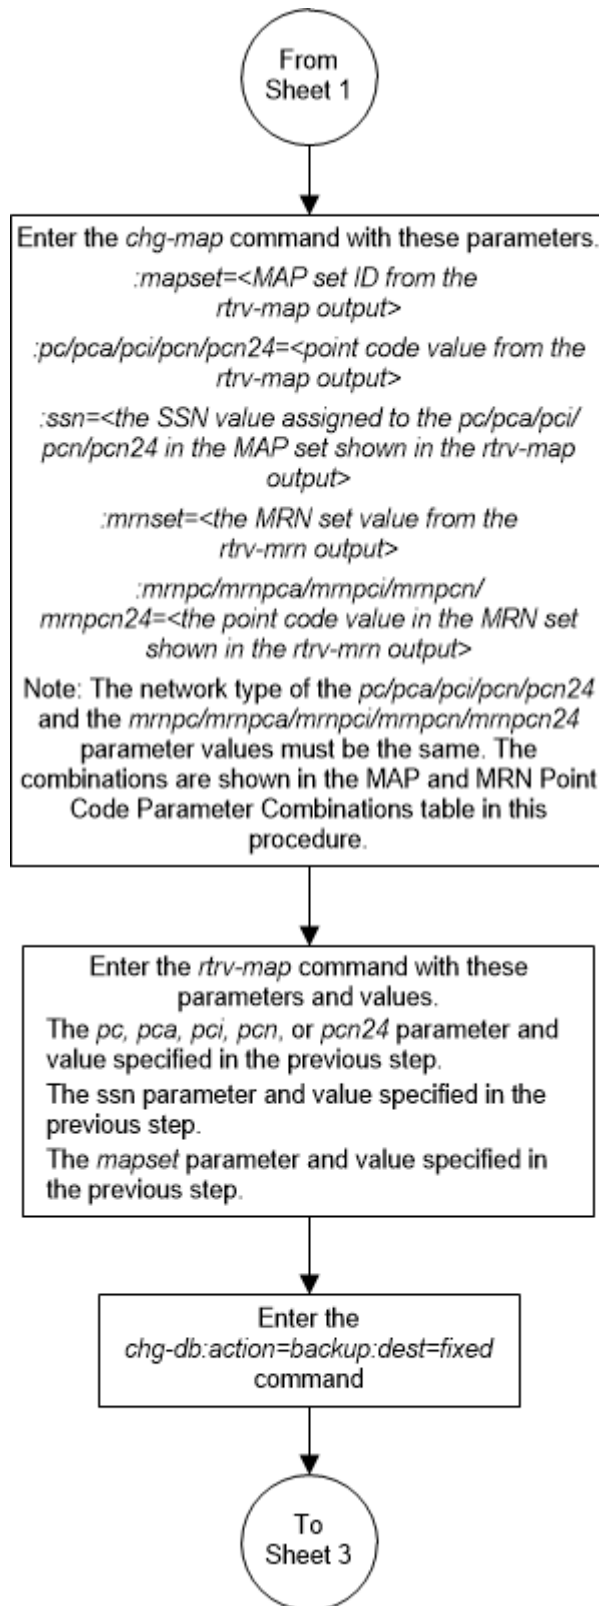 From
Sheet 1
Enter the chg-map command with these parameters.
:mapset=<MAP set ID from the
rtrv-map output>
:pc/pca/pci/pcn/pcn24=<point code value from the
rtrv-map output>
:ssn=<the SSN value assigned to the pc/pca/pci/
pcn/pcn24 in the MAP set shown in the rtrv-map
output>
:mrnset=<the MRN set value from the
rtrv-mrn output>
:mrnpc/mrnpca/mrnpci/mrnpcn/
mrnpcn24=<the point code value in the MRN set
shown in the rtrv-mrn output>
Note: The network type of the pc/pca/pci/pcn/pcn24
and the mrnpc/mrnpca/mrnpci/mrnpcn/mrnpcn24
parameter values must be the same. The
combinations are shown in the MAP and MRN Point
Code Parameter Combinations table in this
procedure.
Enter the rtrv-map command with these
parameters and values.
The pc, pca, pci, pcn, or pcn24 parameter and
value specified in the previous step.
The ssn parameter and value specified in the
previous step.
The mapset parameter and value specified in
the previous step.
Enter the
chg-db:action=backup:dest=fixed
command
To
Sheet 3